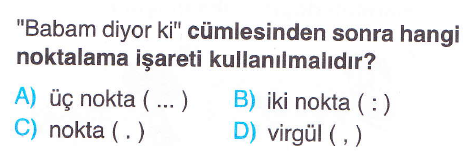 "Babam diyor ki" cümlesinden sonra hangi
noktalama işareti kullanılmalıdır?
A) üç nokta ( ... ) B) iki nokta ( : )
C) nokta ( . ) D) virgül ( , )